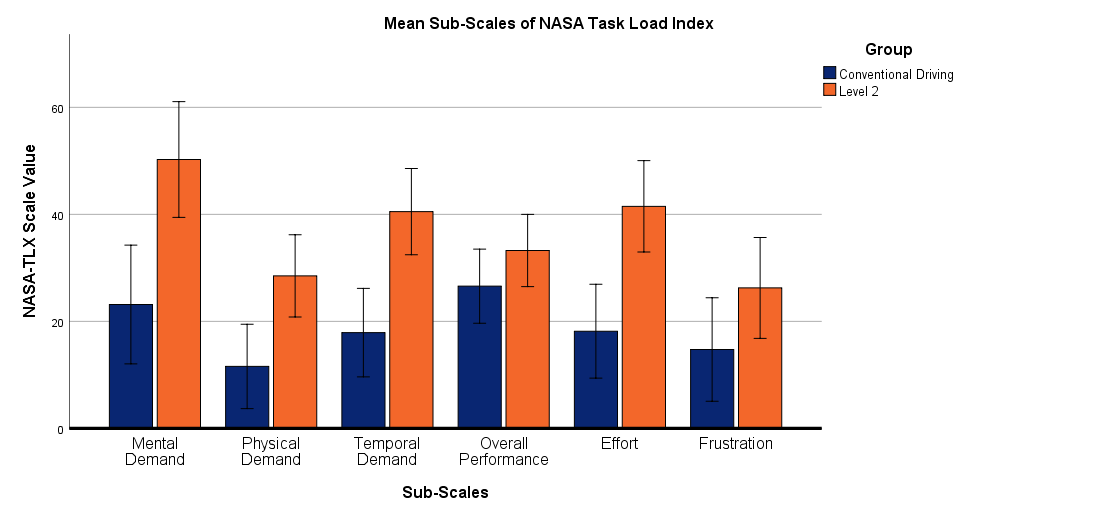 Mean Sub-Scales of NASA Task Load Index
Group
Conventional Driving
Level 2
NASA-TLX Scale Value
60
40
20
0
Mental
Demand
Physical
Demand
Temporal
Demand
Overall
Performance
Effort
Frustration
Sub-Scales